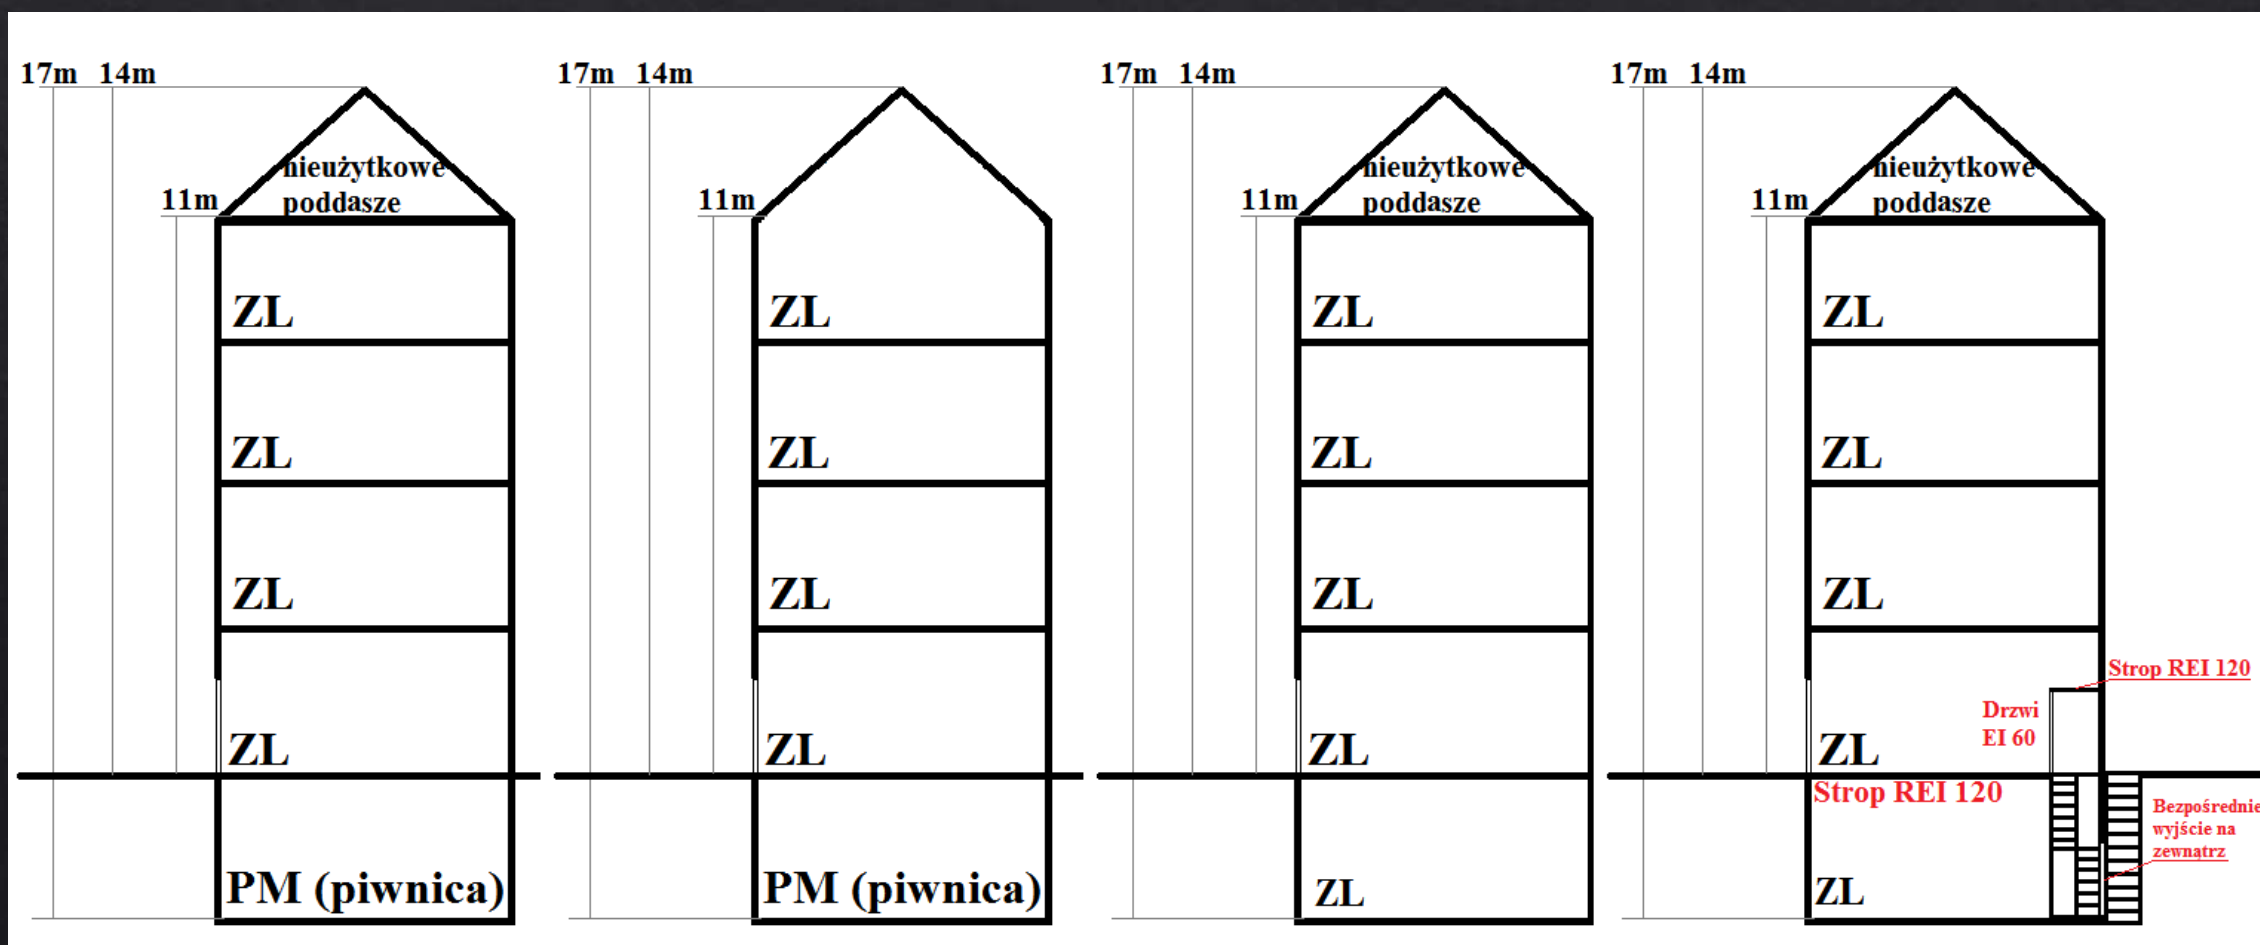 17m 14m
nieużytkowe
poddasze
11m
ZL
ZL
ZL
ZL
PM (piwnica)
17m 14m
11m
ZL
ZL
ZL
ZL
PM (piwnica)
17m 14m
nieużytkowe
poddasze
11m
ZL
ZL
ZL
ZL
ZL
17m 14m
nieużytkowe
poddasze
11m
ZL
ZL
ZL
Strop REI 120
Drzwi
EI 60
ZL
Strop REI 120
Bezpośrednie
wyjście na
zewnątrz
ZL